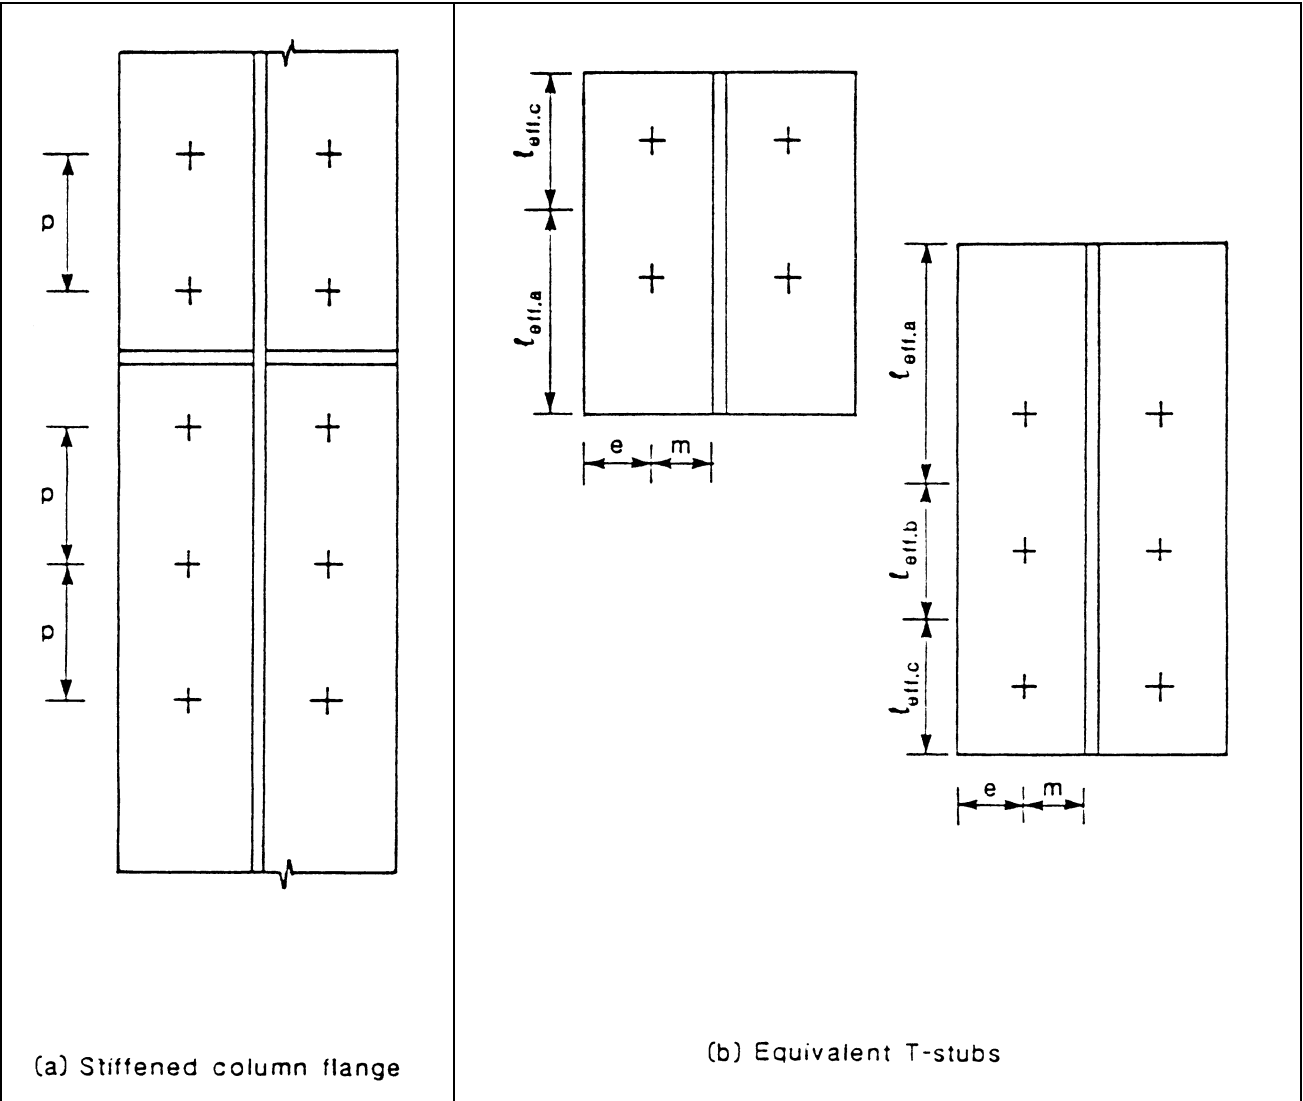 a
a
a
(a) Stiffened column flange
ℓeff.c
ℓeff.a
e m
ℓeff.a
ℓeff.b
ℓeff.c
e m
(b) Equivalent T-stubs